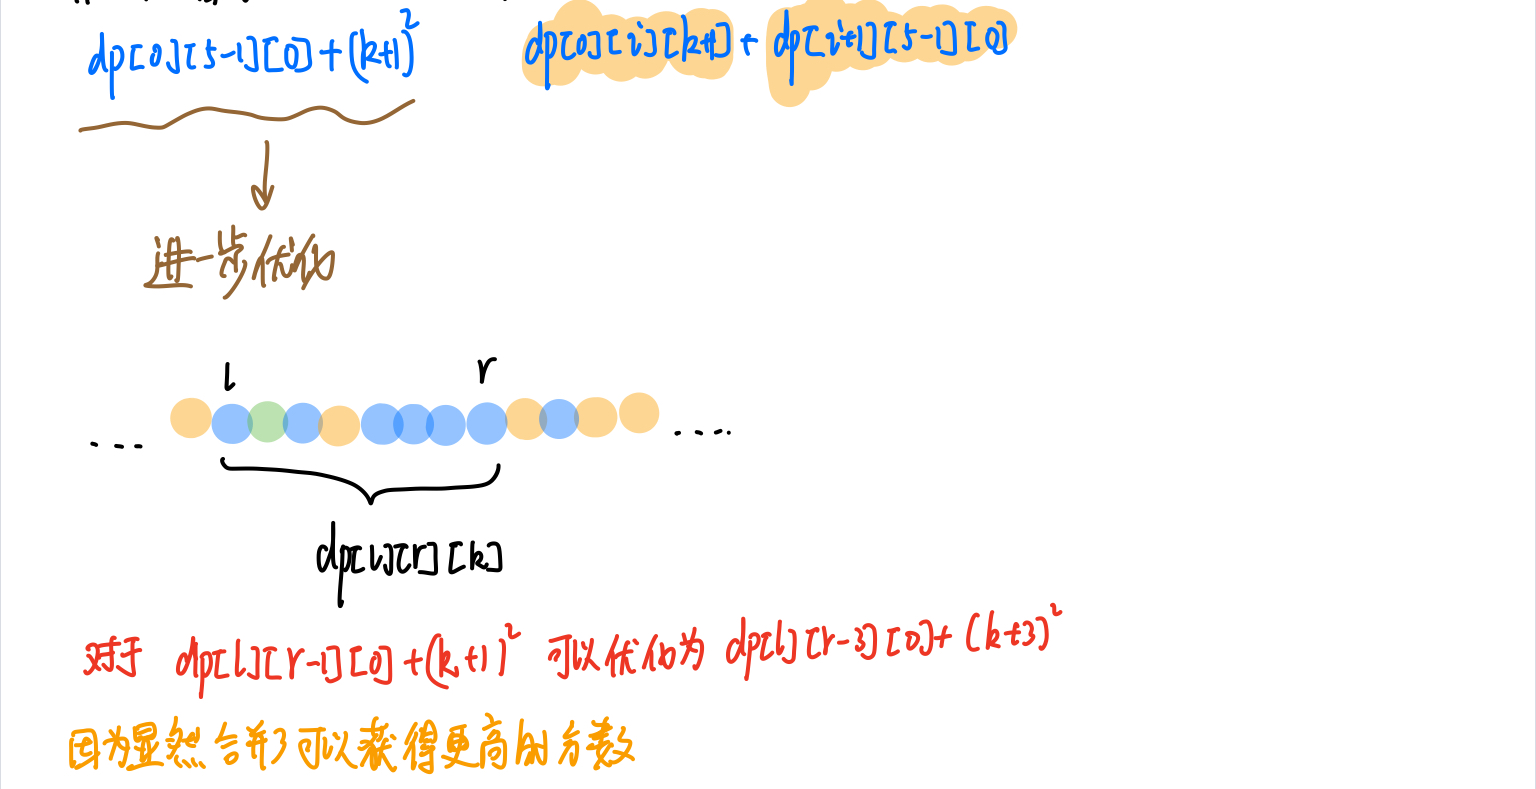 dp[0][5-1][0]+(k+1)² dp[0][i][k+1] + dp[i+1][5-1][0]
进一步优化
l r
... ....
dp[l][r][k]
对于 dp[l][r-1][0]+(k+1)² 可以优化为 dp[l][r-3][0]+(k+3)²
因为显然合并了可以获得更高的分数